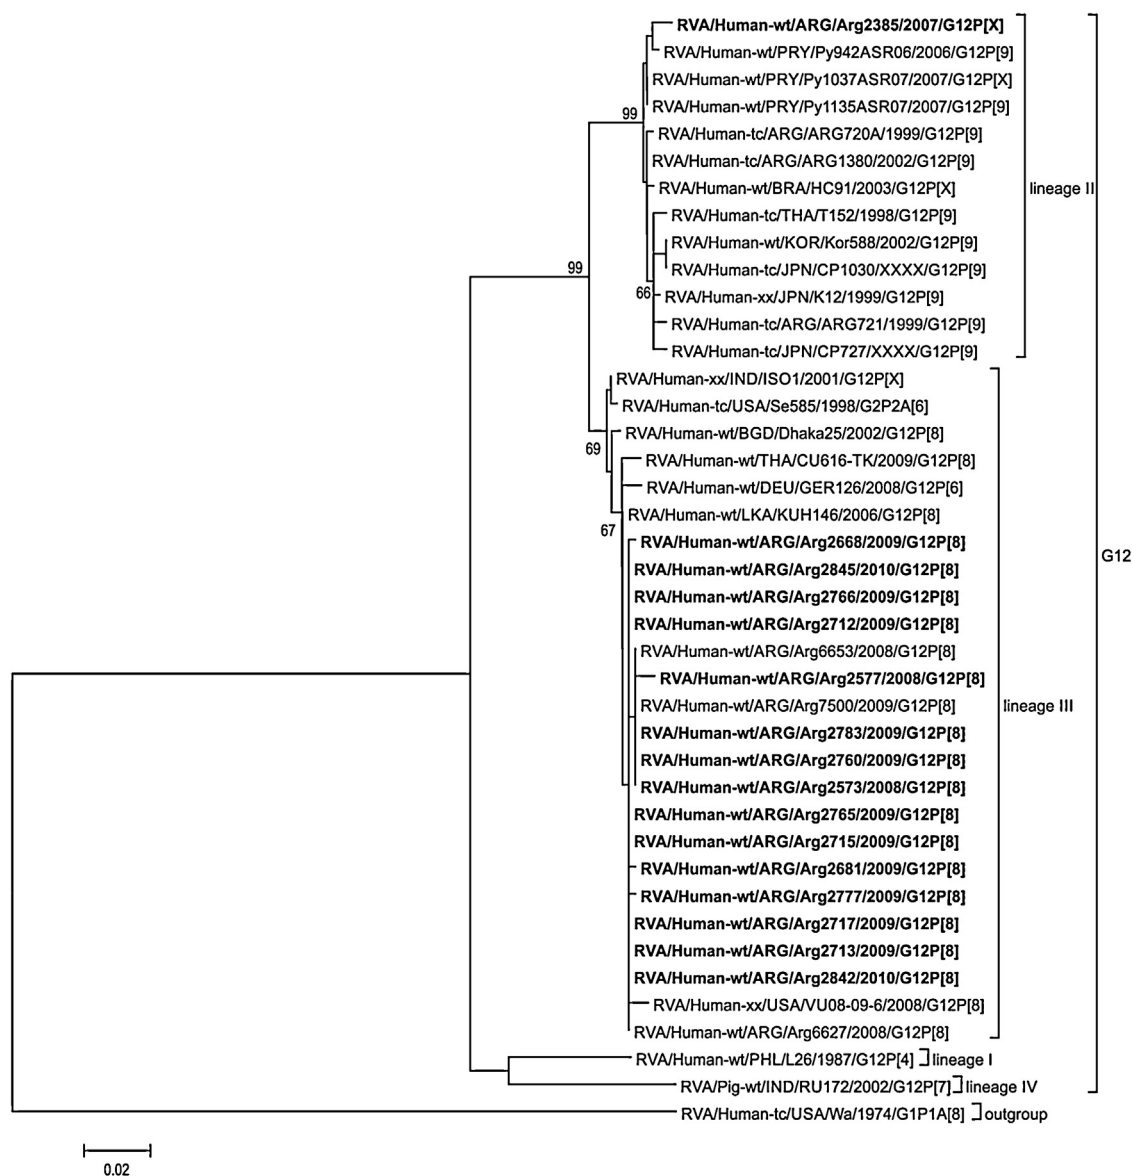 RVA/Human-wt/ARG/Arg2385/2007/G12P[X]
RVA/Human-wt/PRY/Py942ASR06/2006/G12P[9]
RVA/Human-wt/PRY/Py1037ASR07/2007/G12P[X]
RVA/Human-wt/PRY/Py1135ASR07/2007/G12P[9]
99
RVA/Human-tc/ARG/ARG720A/1999/G12P[9]
RVA/Human-tc/ARG/ARG1380/2002/G12P[9]
RVA/Human-wt/BRA/HC91/2003/G12P[X]
lineage II
RVA/Human-tc/THA/T152/1998/G12P[9]
RVA/Human-wt/KOR/Kor588/2002/G12P[9]
99
RVA/Human-tc/JPN/CP1030/XXXX/G12P[9]
66
RVA/Human-xx/JPN/K12/1999/G12P[9]
RVA/Human-tc/ARG/ARG721/1999/G12P[9]
RVA/Human-tc/JPN/CP727/XXXX/G12P[9]
RVA/Human-xx/IND/ISO1/2001/G12P[X]
RVA/Human-tc/USA/Se585/1998/G2P2A[6]
RVA/Human-wt/BGD/Dhaka25/2002/G12P[8]
69
RVA/Human-wt/THA/CU616-TK/2009/G12P[8]
RVA/Human-wt/DEU/GER126/2008/G12P[6]
RVA/Human-wt/LKA/KUH146/2006/G12P[8]
67
RVA/Human-wt/ARG/Arg2668/2009/G12P[8]
G12
RVA/Human-wt/ARG/Arg2845/2010/G12P[8]
RVA/Human-wt/ARG/Arg2766/2009/G12P[8]
RVA/Human-wt/ARG/Arg2712/2009/G12P[8]
RVA/Human-wt/ARG/Arg6653/2008/G12P[8]
RVA/Human-wt/ARG/Arg2577/2008/G12P[8]
RVA/Human-wt/ARG/Arg7500/2009/G12P[8]
lineage III
RVA/Human-wt/ARG/Arg2783/2009/G12P[8]
RVA/Human-wt/ARG/Arg2760/2009/G12P[8]
RVA/Human-wt/ARG/Arg2573/2008/G12P[8]
RVA/Human-wt/ARG/Arg2765/2009/G12P[8]
RVA/Human-wt/ARG/Arg2715/2009/G12P[8]
RVA/Human-wt/ARG/Arg2681/2009/G12P[8]
RVA/Human-wt/ARG/Arg2777/2009/G12P[8]
RVA/Human-wt/ARG/Arg2717/2009/G12P[8]
RVA/Human-wt/ARG/Arg2713/2009/G12P[8]
RVA/Human-wt/ARG/Arg2842/2010/G12P[8]
RVA/Human-xx/USA/VU08-09-6/2008/G12P[8]
RVA/Human-wt/ARG/Arg6627/2008/G12P[8]
RVA/Human-wt/PHL/L26/1987/G12P[4] lineage I
RVA/Pig-wt/IND/RU172/2002/G12P[7] lineage IV
RVA/Human-tc/USA/Wa/1974/G1P1A[8] outgroup
0.02